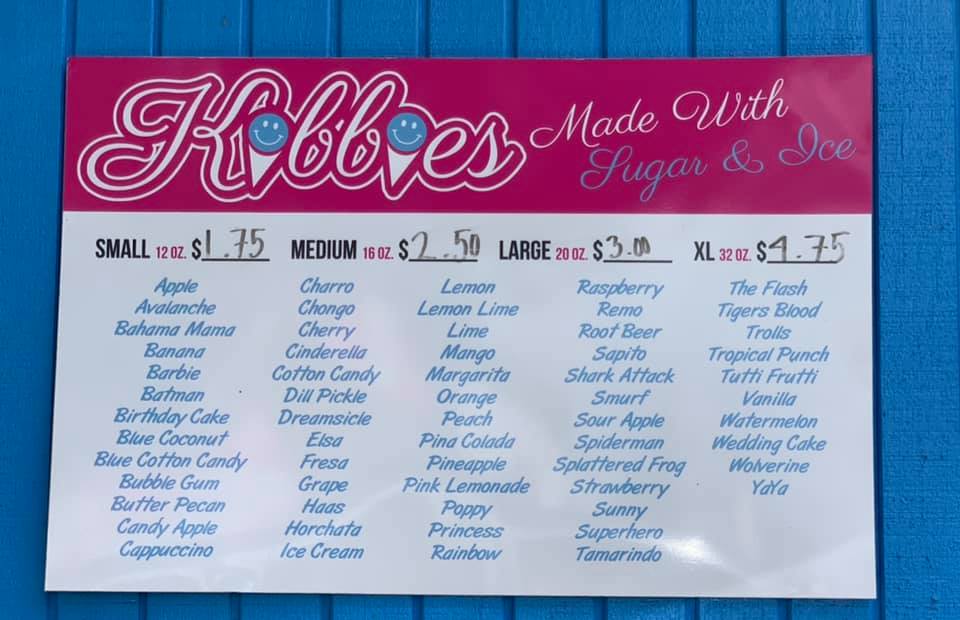 Kibbies
Made With
Sugar & Ice
SMALL 12 OZ. $1.75 MEDIUM 16 OZ. $2.50 LARGE 20 OZ. $3.00 XL 32 OZ. $4.75
Apple
Avalanche
Bahama Mama
Banana
Barbie
Batman
Birthday Cake
Blue Coconut
Blue Cotton Candy
Bubble Gum
Butter Pecan
Candy Apple
Cappuccino
Charro
Chongo
Cherry
Cinderella
Cotton Candy
Dill Pickle
Dreamsicle
Elsa
Fresa
Grape
Haas
Horchata
Ice Cream
Lemon
Lemon Lime
Lime
Mango
Margarita
Orange
Peach
Pina Colada
Pineapple
Pink Lemonade
Poppy
Princess
Rainbow
Raspberry
Remo
Root Beer
Sapito
Shark Attack
Smurf
Sour Apple
Spiderman
Splattered Frog
Strawberry
Sunny
Superhero
Tamarindo
The Flash
Tigers Blood
Trolls
Tropical Punch
Tutti Frutti
Vanilla
Watermelon
Wedding Cake
Wolverine
YaYa